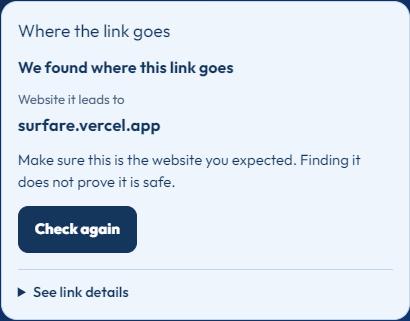 Where the link goes
We found where this link goes
Website it leads to
surfare.vercel.app
Make sure this is the website you expected. Finding it
does not prove it is safe.
Check again
See link details